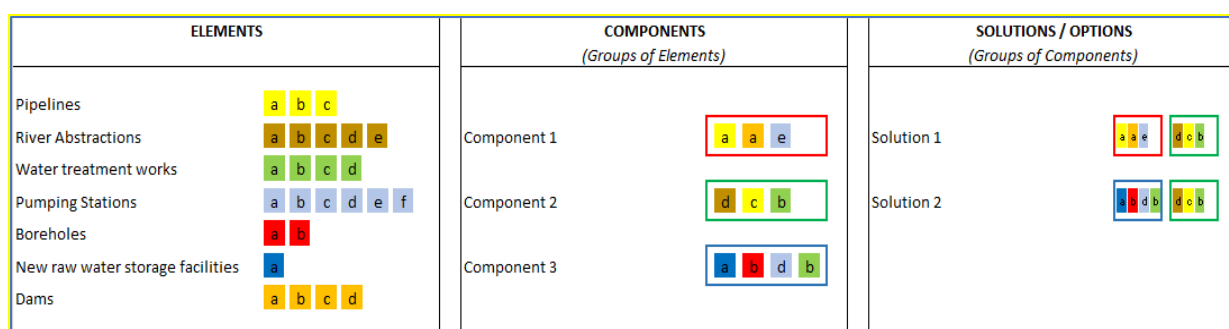 ELEMENTS COMPONENTS SOLUTIONS / OPTIONS
(Groups of Elements) (Groups of Components)
Pipelines a b c
River Abstractions a b c d e Component 1 a a e Solution 1 a a e d c b
Water treatment works a b c d
Pumping Stations a b c d e f Component 2 d c b Solution 2 a b d b d c b
Boreholes a b
New raw water storage facilities a Component 3 a b d b
Dams a b c d